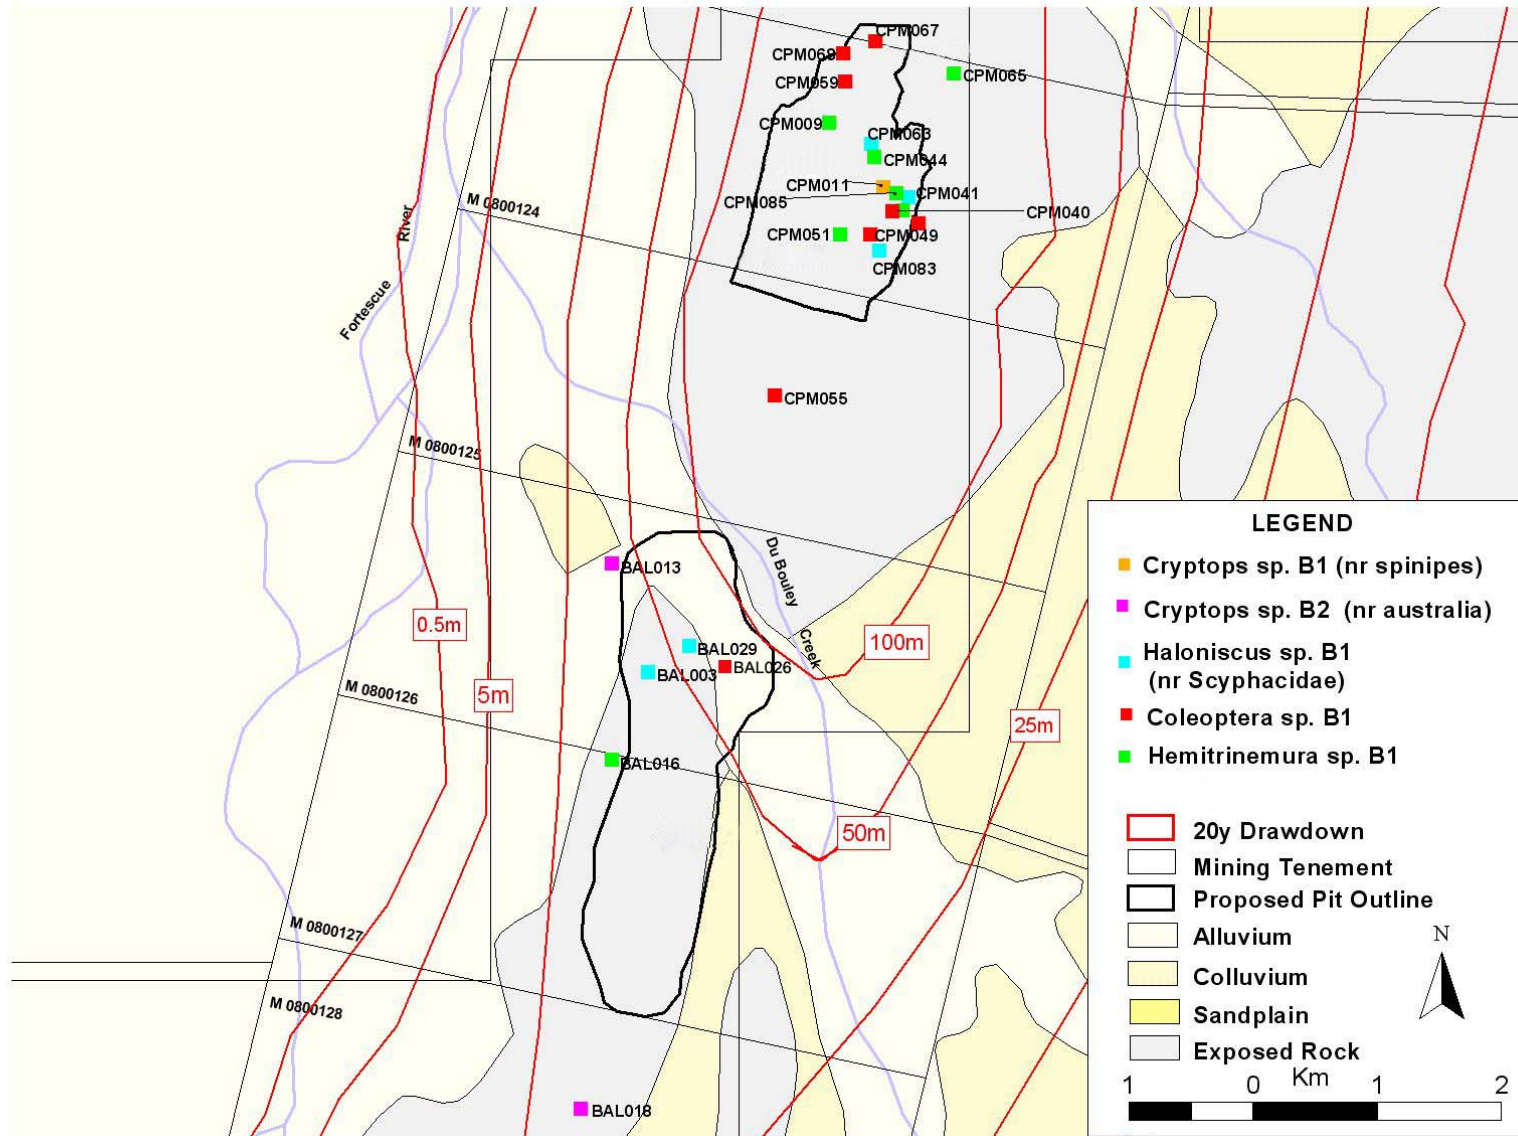 CPM067
CPM068
CPM065
CPM059
CPM009
CPM063
CPM044
CPM011
CPM041
CPM085
CPM040
CPM051
CPM049
CPM083
M 0800124
River
Fortescue
CPM055
M 0800125
BAL013
Du Bouley
Creek
0.5m
100m
BAL029
BAL003
BAL026
M 0800126
5m
25m
BAL016
50m
M 0800127
M 0800128
BAL018
LEGEND
Cryptops sp. B1 (nr spinipes)
Cryptops sp. B2 (nr australia)
Haloniscus sp. B1
(nr Scyphacidae)
Coleoptera sp. B1
Hemitrinemura sp. B1
20y Drawdown
Mining Tenement
Proposed Pit Outline
Alluvium
Colluvium
Sandplain
Exposed Rock
N
Km
1 0 1 2